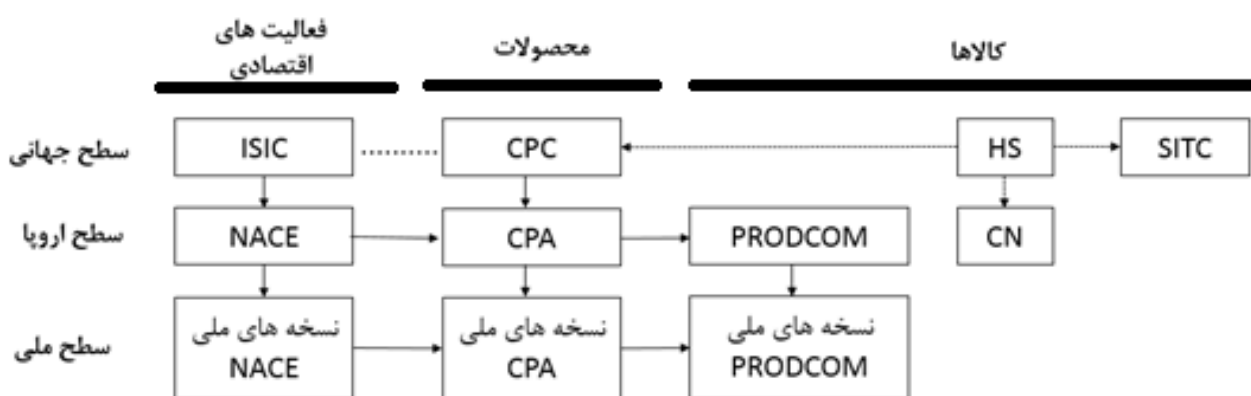 فعالیت های
اقتصادی
محصولات
کالاها
سطح جهانی
ISIC
CPC
HS
SITC
سطح اروپا
NACE
CPA
PRODCOM
CN
سطح ملی
نسخه های ملی
NACE
نسخه های ملی
CPA
نسخه های ملی
PRODCOM